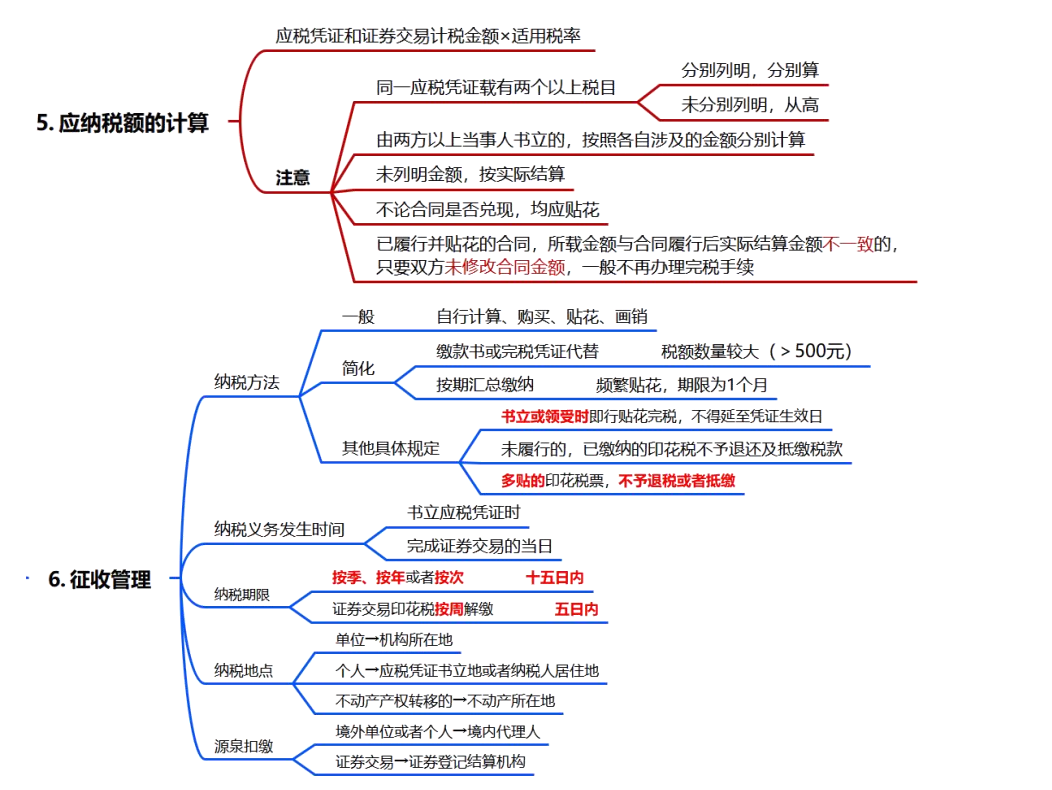 应税凭证和证券交易计税金额×适用税率
5. 应纳税额的计算
注意
同一应税凭证载有两个以上税目
分别列明，分别算
未分别列明，从高
由两方以上当事人书立的，按照各自涉及的金额分别计算
未列明金额，按实际结算
不论合同是否兑现，均应贴花
已履行并贴花的合同，所载金额与合同履行后实际结算金额不一致的，
只要双方未修改合同金额，一般不再办理完税手续
6. 征收管理
纳税方法
一般 自行计算、购买、贴花、画销
简化
缴款书或完税凭证代替 税额数量较大（＞500元）
按期汇总缴纳 频繁贴花，期限为1个月
其他具体规定
书立或领受时即行贴花完税，不得延至凭证生效日
未履行的，已缴纳的印花税不予退还及抵缴税款
多贴的印花税票，不予退税或者抵缴
纳税义务发生时间
书立应税凭证时
完成证券交易的当日
纳税期限
按季、按年或者按次 十五日内
证券交易印花税按周解缴 五日内
纳税地点
单位→机构所在地
个人→应税凭证书立地或者纳税人居住地
不动产产权转移的→不动产所在地
源泉扣缴
境外单位或者个人→境内代理人
证券交易→证券登记结算机构